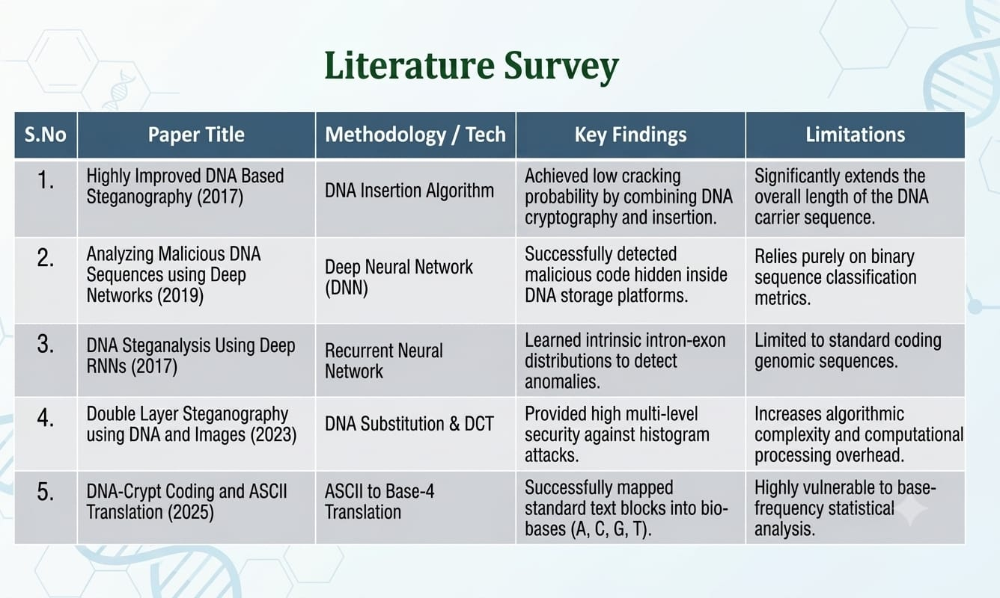 Literature Survey
S.No
Paper Title
Methodology / Tech
Key Findings
Limitations
1.
Highly Improved DNA Based
Steganography (2017)
DNA Insertion Algorithm
Achieved low cracking
probability by combining DNA
cryptography and insertion.
Significantly extends the
overall length of the DNA
carrier sequence.
2.
Analyzing Malicious DNA
Sequences using Deep
Networks (2019)
Deep Neural Network
(DNN)
Successfully detected
malicious code hidden inside
DNA storage platforms.
Relies purely on binary
sequence classification
metrics.
3.
DNA Steganalysis Using Deep
RNNs (2017)
Recurrent Neural
Network
Learned intrinsic intron-exon
distributions to detect
anomalies.
Limited to standard coding
genomic sequences.
4.
Double Layer Steganography
using DNA and Images (2023)
DNA Substitution & DCT
Provided high multi-level
security against histogram
attacks.
Increases algorithmic
complexity and computational
processing overhead.
5.
DNA-Crypt Coding and ASCII
Translation (2025)
ASCII to Base-4
Translation
Successfully mapped
standard text blocks into bio-
bases (A, C, G, T).
Highly vulnerable to base-
frequency statistical
analysis.